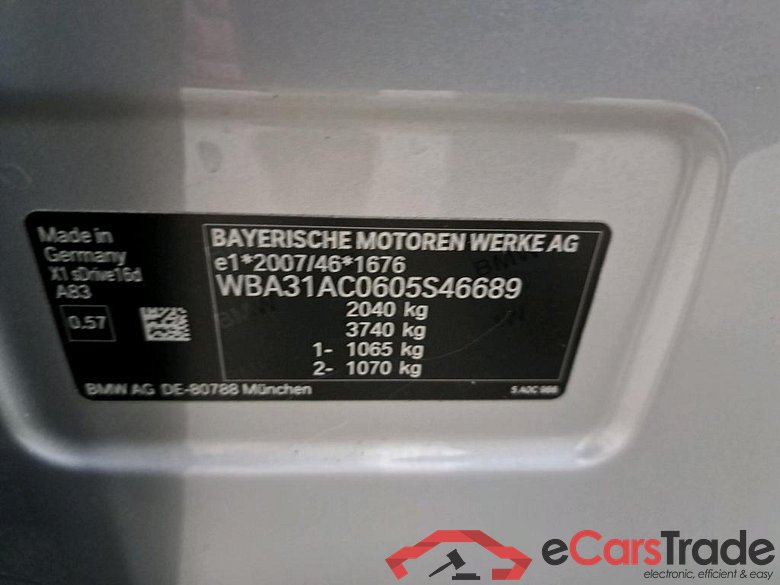 Made in
Germany
X1 sDrive16d
A83
0.57
BAYERISCHE MOTOREN WERKE AG
e1*2007/46*1676
WBA31AC0605S46689
2040 kg
3740 kg
1- 1065 kg
2- 1070 kg
BMW AG DE-80788 München
eCarsTrade
electronic, efficient & easy